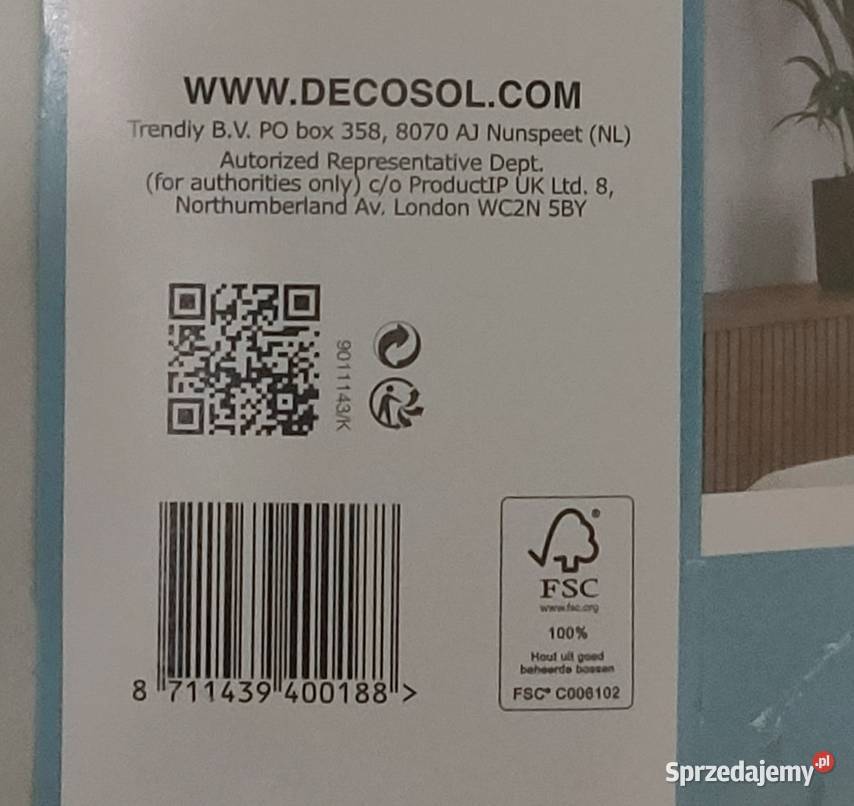 WWW.DECOSOL.COM
Trendiy B.V. PO box 358, 8070 AJ Nunspeet (NL)
Autorized Representative Dept.
(for authorities only) c/o ProductIP UK Ltd. 8,
Northumberland Av. London WC2N 5BY
9011143/K
8 711439 400188 >
FSC
www.fsc.org
100%
Hout uit goed
beheerde bossen
FSC® C006102
Sprzedajemy.pl